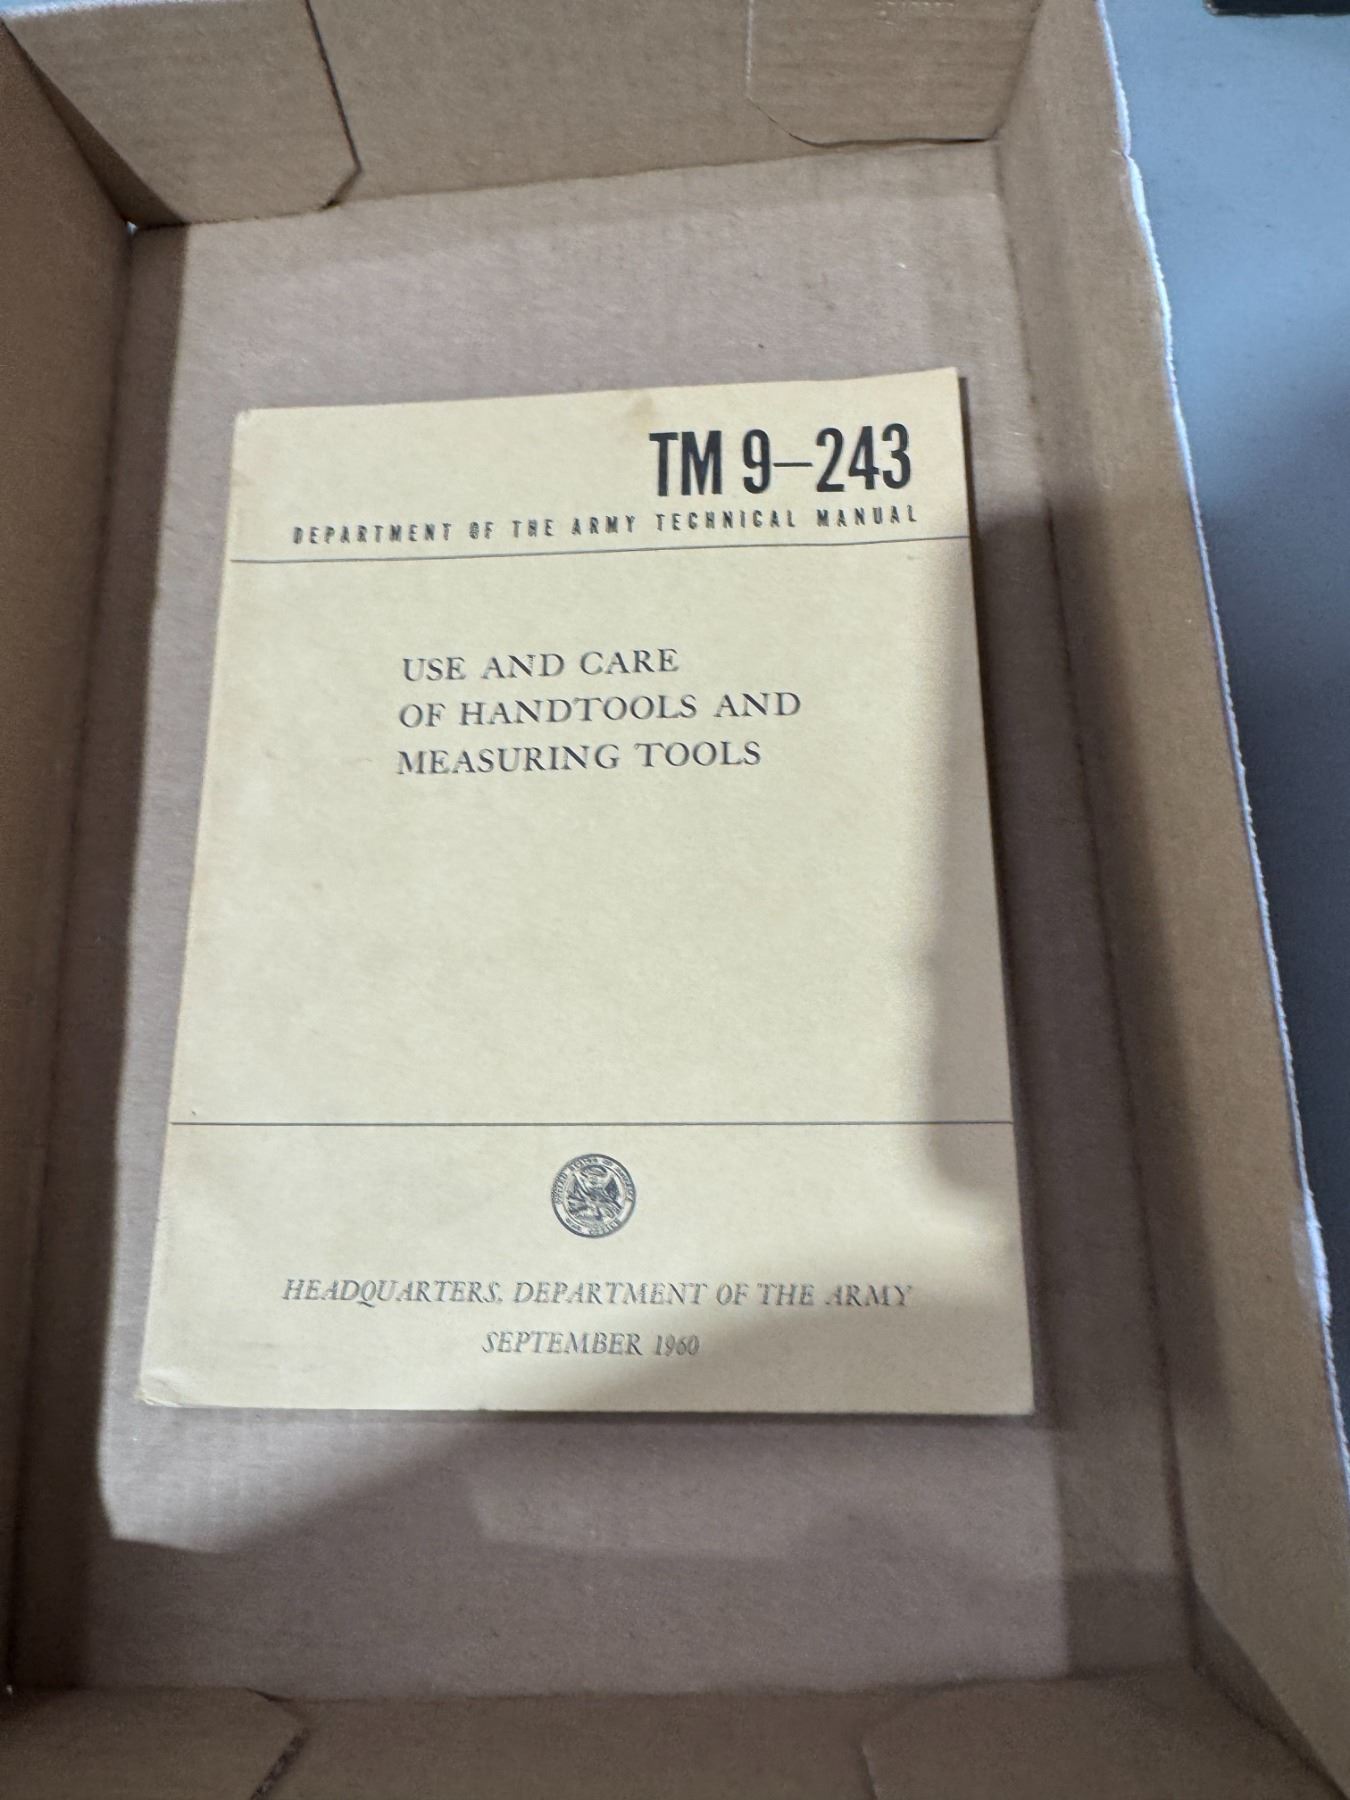 TM 9–243
DEPARTMENT OF THE ARMY TECHNICAL MANUAL
USE AND CARE
OF HANDTOOLS AND
MEASURING TOOLS
HEADQUARTERS, DEPARTMENT OF THE ARMY
SEPTEMBER 1960